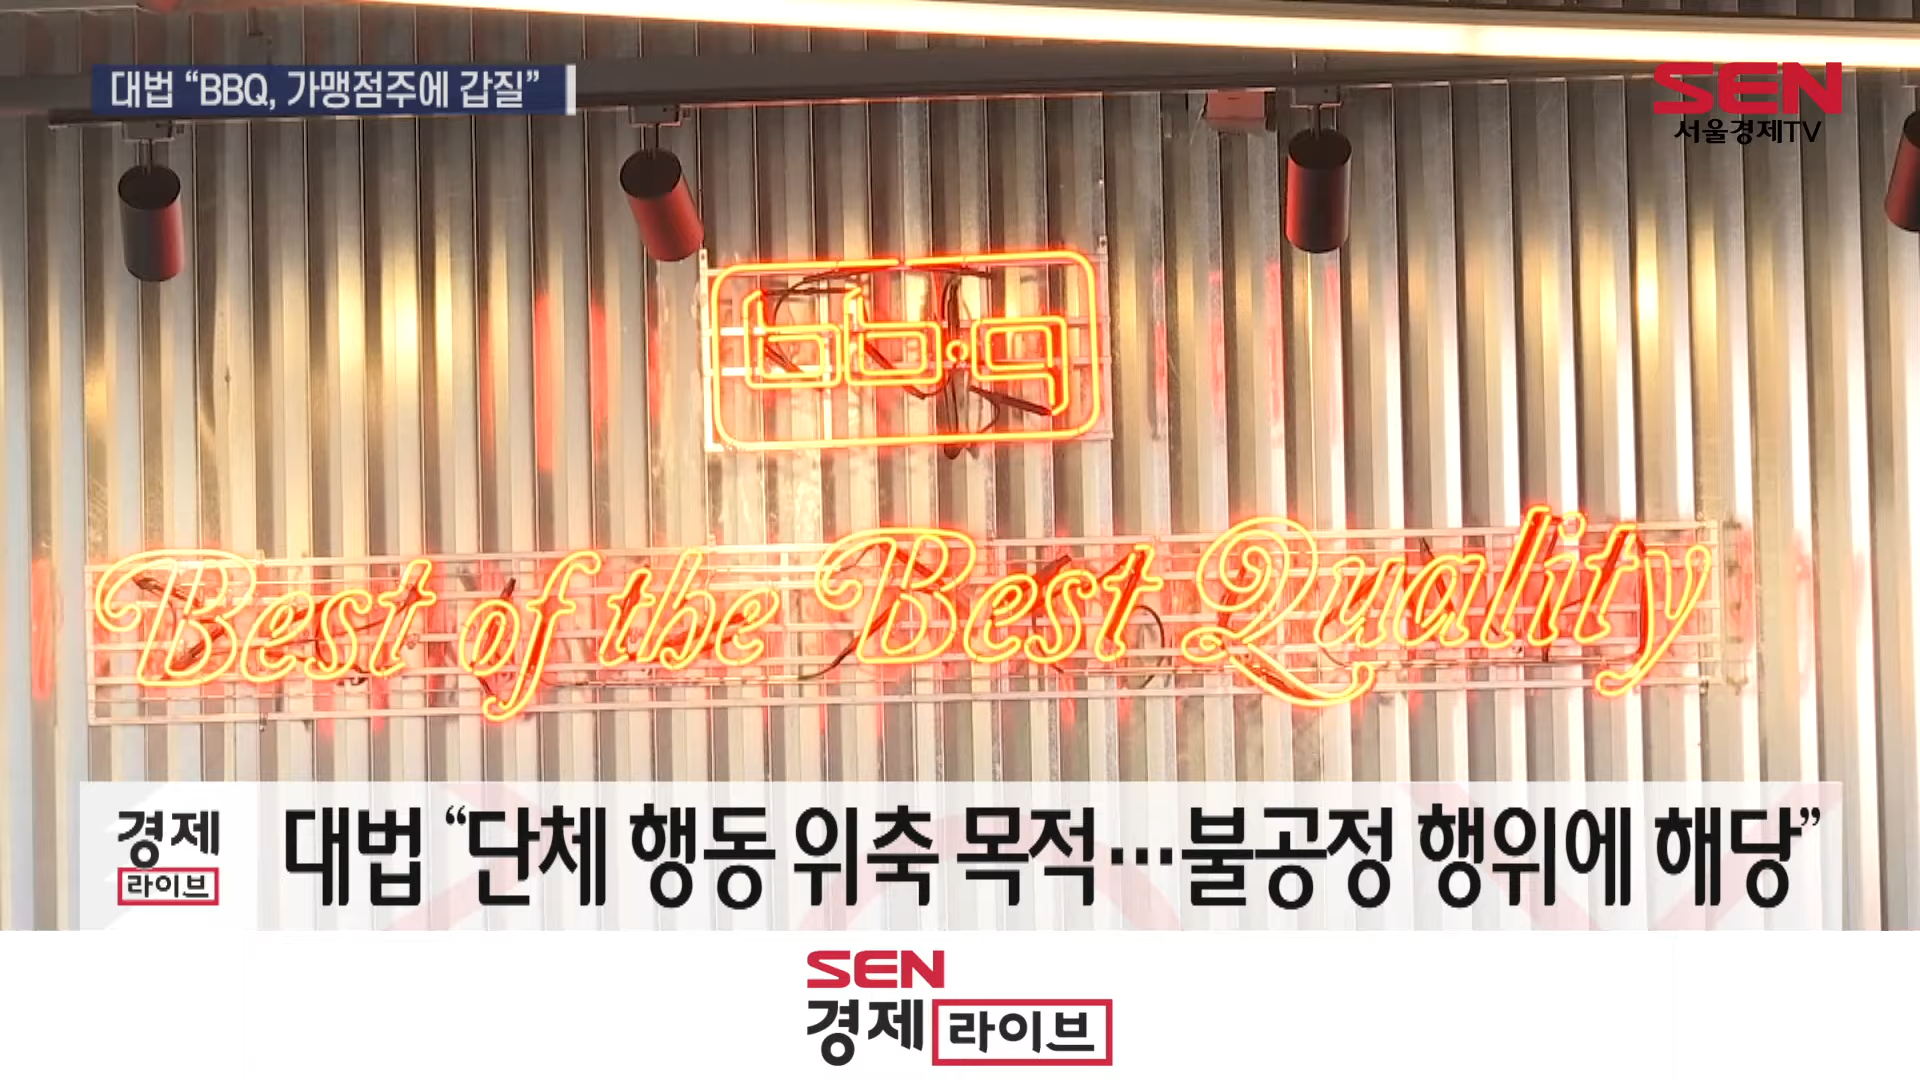 대법 “BBQ, 가맹점주에 갑질”
SEN
서울경제TV
bb.q
Best of the Best Quality
경제
라이브
대법 “단체 행동 위축 목적…불공정 행위에 해당”
SEN
경제 라이브